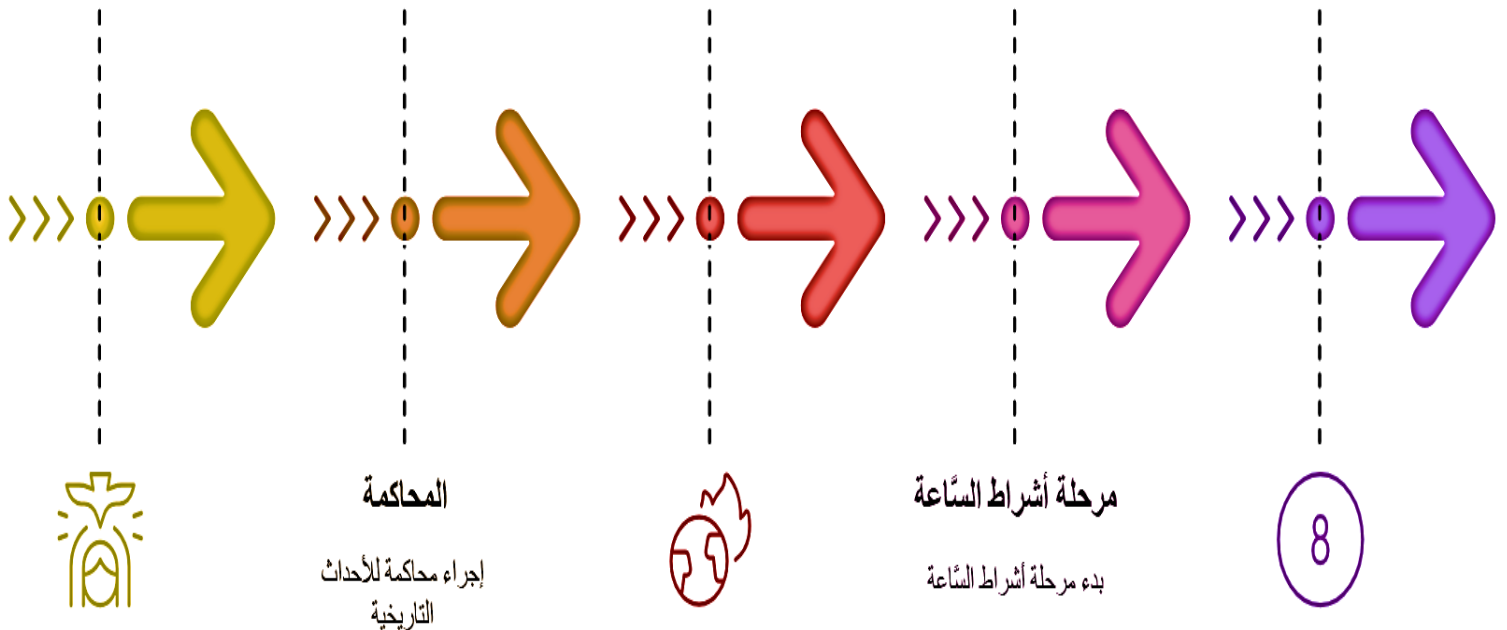 المحاكمة
إجراء محاكمة للأحداث
التاريخية
مرحلة أشراط السَّاعة
بدء مرحلة أشراط السَّاعة
8